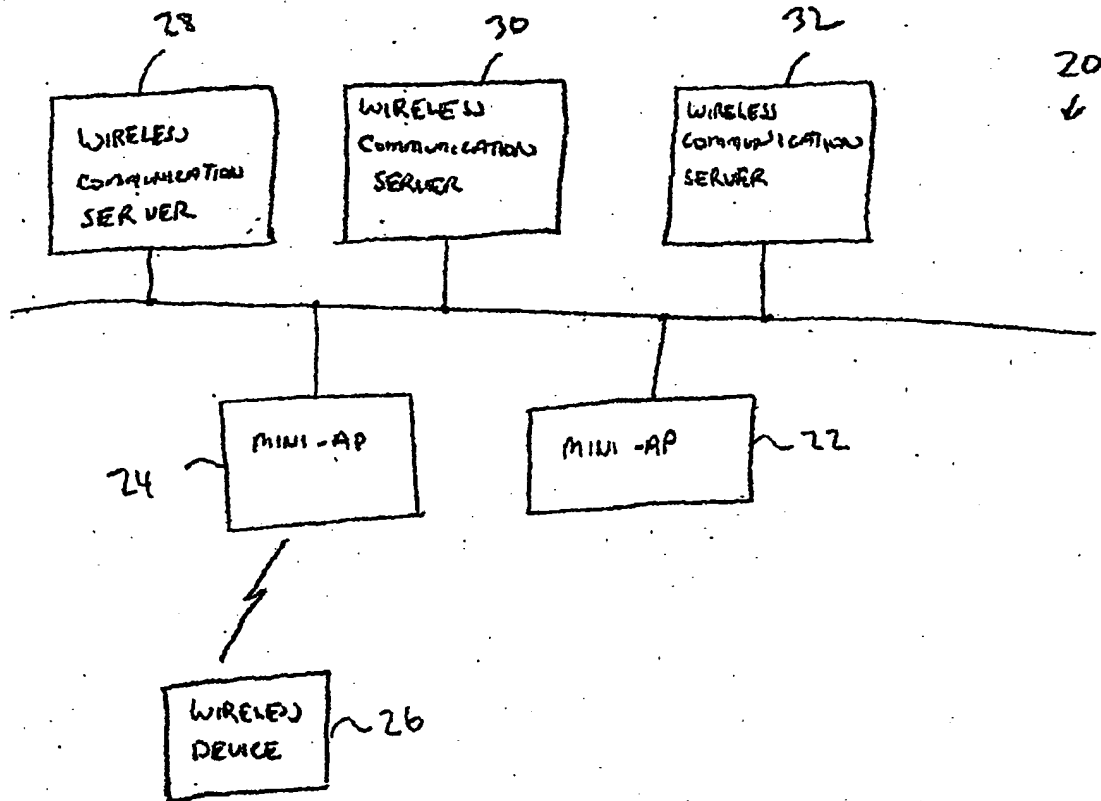 28
30
32
20
WIRELESS
COMMUNICATION
SERVER
WIRELESS
COMMUNICATION
SERVER
WIRELESS
COMMUNICATION
SERVER
MINI-AP
24
MINI-AP
22
WIRELESS
DEVICE
26